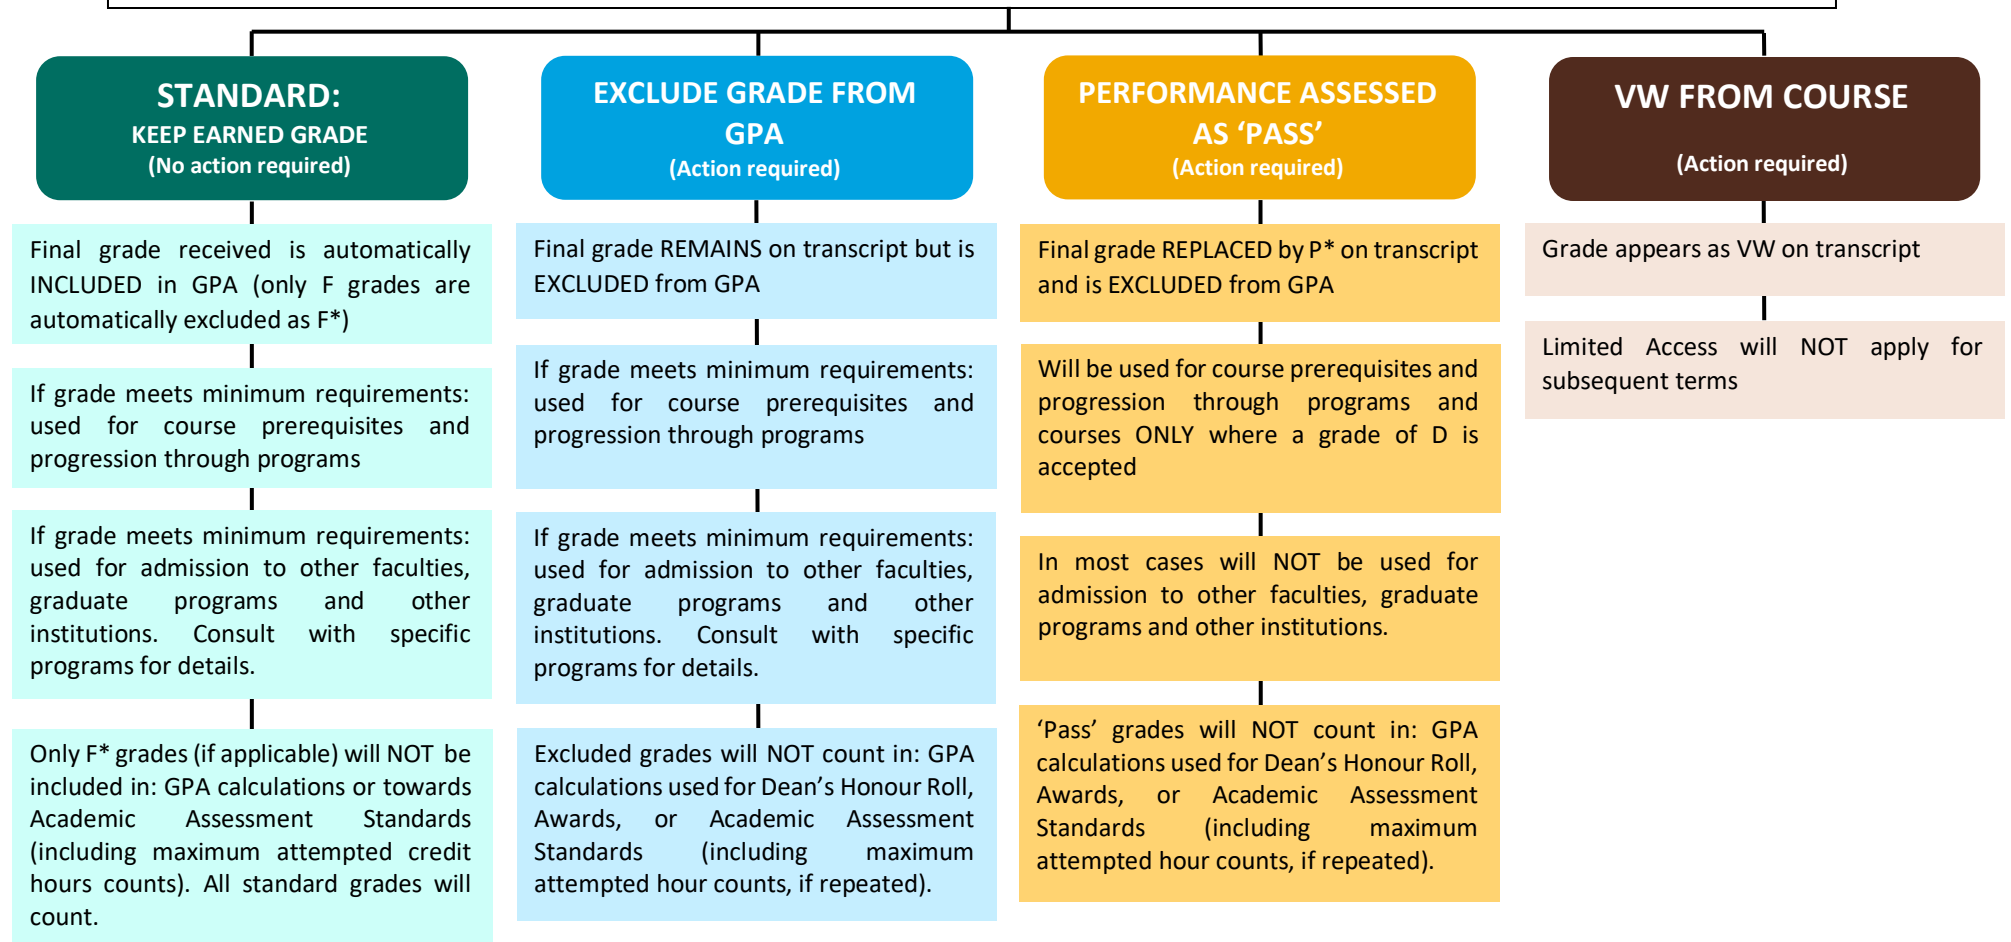 STANDARD:
KEEP EARNED GRADE
(No action required)
Final grade received is automatically
INCLUDED in GPA (only F grades are
automatically excluded as F*)
If grade meets minimum requirements:
used for course prerequisites and
progression through programs
If grade meets minimum requirements:
used for admission to other faculties,
graduate programs and other
institutions. Consult with specific
programs for details.
Only F* grades (if applicable) will NOT be
included in: GPA calculations or towards
Academic Assessment Standards
(including maximum attempted credit
hours counts). All standard grades will
count.
EXCLUDE GRADE FROM
GPA
(Action required)
Final grade REMAINS on transcript but is
EXCLUDED from GPA
If grade meets minimum requirements:
used for course prerequisites and
progression through programs
If grade meets minimum requirements:
used for admission to other faculties,
graduate programs and other
institutions. Consult with specific
programs for details.
Excluded grades will NOT count in: GPA
calculations used for Dean’s Honour Roll,
Awards, or Academic Assessment
Standards (including maximum
attempted hour counts, if repeated).
PERFORMANCE ASSESSED
AS ‘PASS’
(Action required)
Final grade REPLACED by P* on transcript
and is EXCLUDED from GPA
Will be used for course prerequisites and
progression through programs and
courses ONLY where a grade of D is
accepted
In most cases will NOT be used for
admission to other faculties, graduate
programs and other institutions.
‘Pass’ grades will NOT count in: GPA
calculations used for Dean’s Honour Roll,
Awards, or Academic Assessment
Standards (including maximum
attempted hour counts, if repeated).
VW FROM COURSE
(Action required)
Grade appears as VW on transcript
Limited Access will NOT apply for
subsequent terms